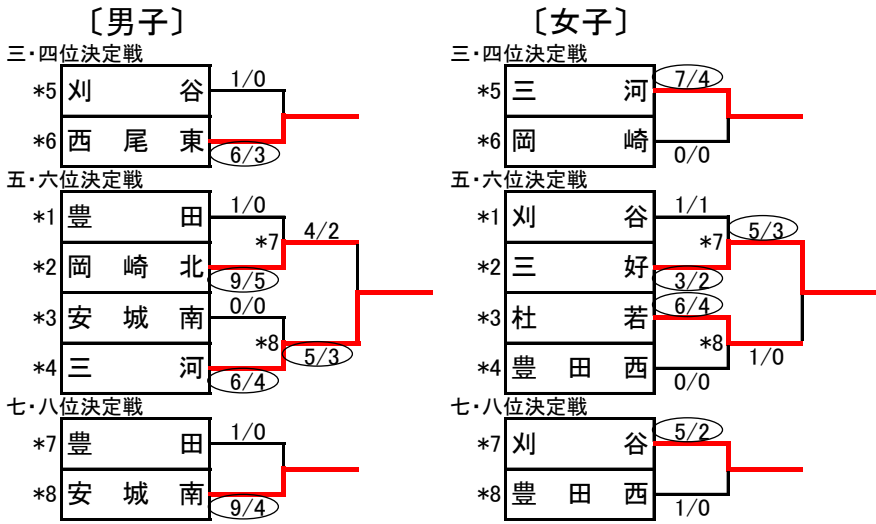 〔男子〕
三・四位決定戦
*5 刈谷 1/0
*6 西尾東 6/3
五・六位決定戦
*1 豊田 1/0
*7 4/2
*2 岡崎北 9/5
*3 安城南 0/0
*8 5/3
*4 三河 6/4
七・八位決定戦
*7 豊田 1/0
*8 安城南 9/4
〔女子〕
三・四位決定戦
*5 三河 7/4
*6 岡崎 0/0
五・六位決定戦
*1 刈谷 1/1
*7 5/3
*2 三好 3/2
*3 杜若 6/4
*8 1/0
*4 豊田西 0/0
七・八位決定戦
*7 刈谷 5/2
*8 豊田西 1/0